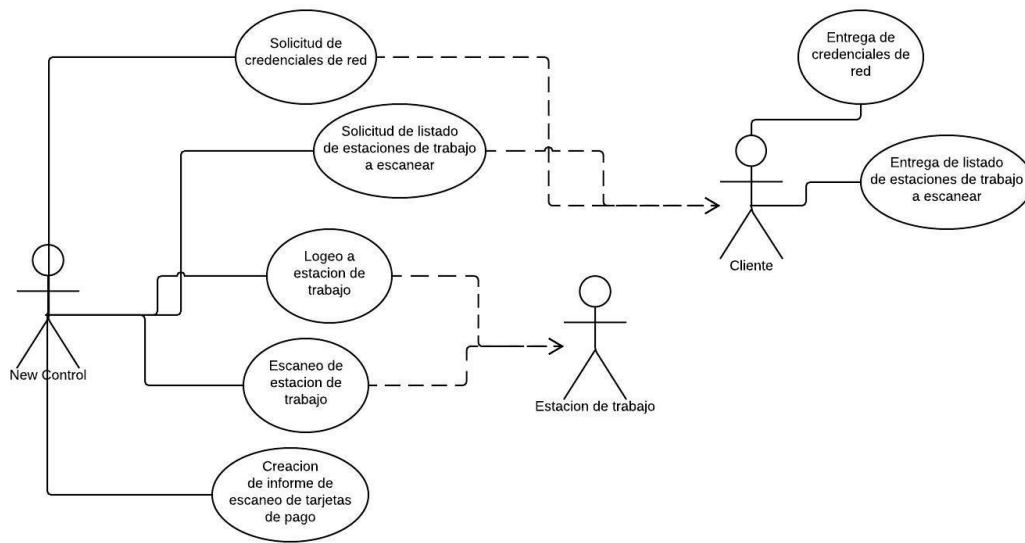 Solicitud de
credenciales de red
Entrega de
credenciales de
red
Solicitud de listado
de estaciones de trabajo
a escanear
Entrega de listado
de estaciones de trabajo
a escanear
Logeo a
estacion de
trabajo
Cliente
New Control
Escaneo de
estacion de
trabajo
Estacion de trabajo
Creacion
de informe de
escaneo de tarjetas
de pago